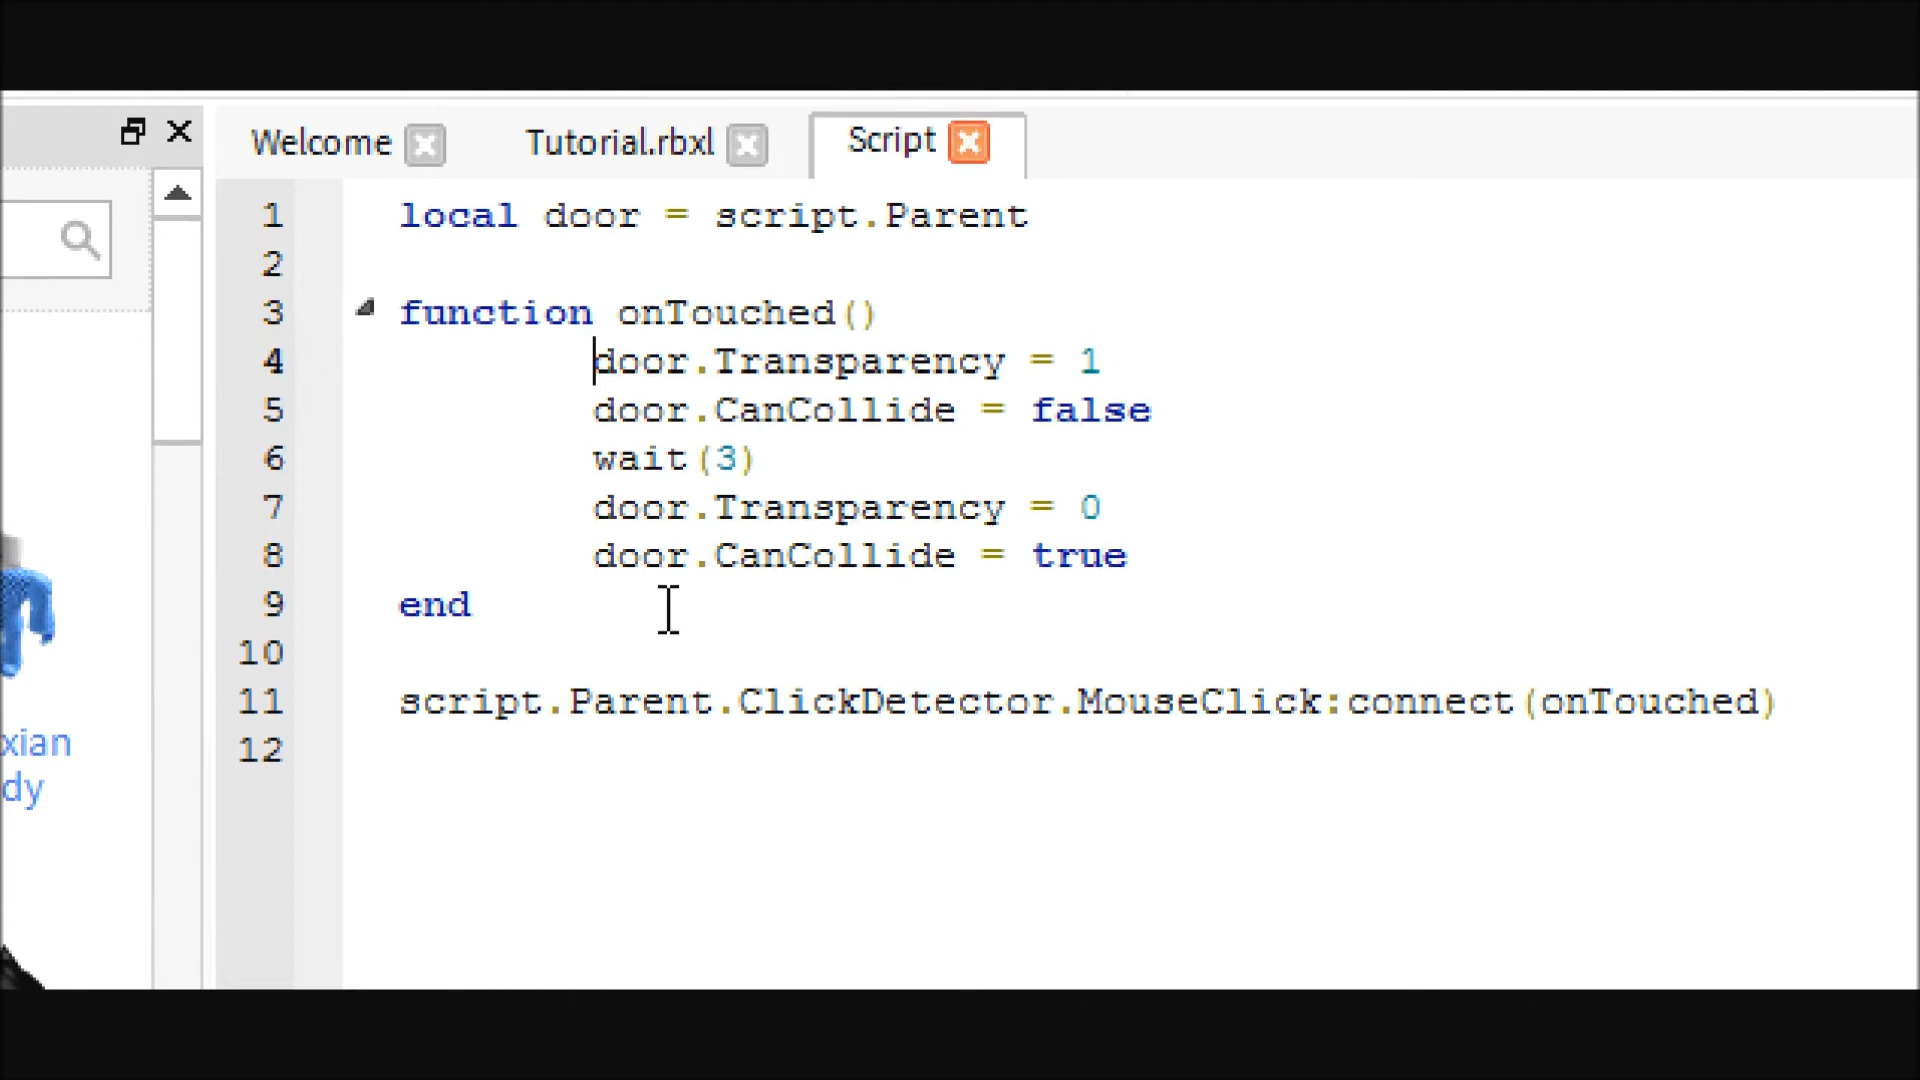 Welcome
Tutorial.rbxl
Script
1 local door = script.Parent
2
3 function onTouched()
4 door.Transparency = 1
5 door.CanCollide = false
6 wait(3)
7 door.Transparency = 0
8 door.CanCollide = true
9 end
10
11 script.Parent.ClickDetector.MouseClick:connect(onTouched)
12
xian
dy